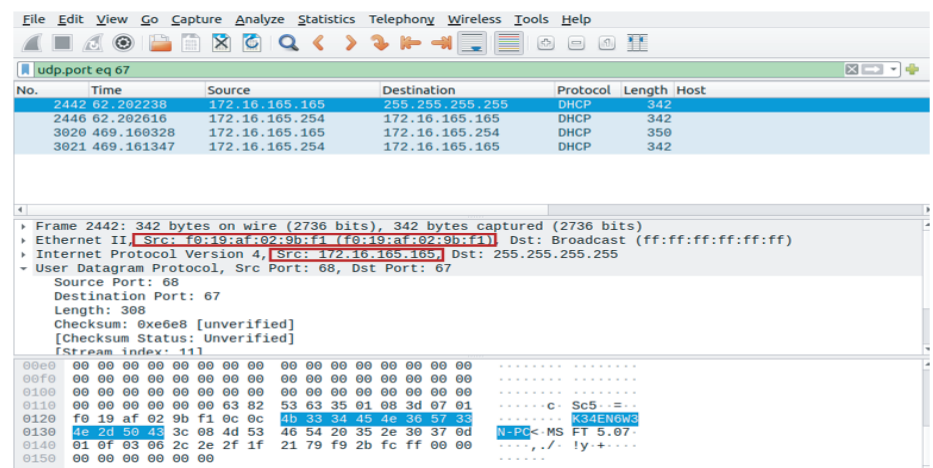 File Edit View Go Capture Analyze Statistics Telephony Wireless Tools Help
udp.port eq 67
No. Time Source Destination Protocol Length Host
2442 62.202238 172.16.165.165 255.255.255.255 DHCP 342
2446 62.202616 172.16.165.254 172.16.165.165 DHCP 342
3020 469.160328 172.16.165.165 172.16.165.254 DHCP 350
3021 469.161347 172.16.165.254 172.16.165.165 DHCP 342
Frame 2442: 342 bytes on wire (2736 bits), 342 bytes captured (2736 bits)
Ethernet II, Src: f0:19:af:02:9b:f1 (f0:19:af:02:9b:f1), Dst: Broadcast (ff:ff:ff:ff:ff:ff)
Internet Protocol Version 4, Src: 172.16.165.165, Dst: 255.255.255.255
User Datagram Protocol, Src Port: 68, Dst Port: 67
Source Port: 68
Destination Port: 67
Length: 308
Checksum: 0xe6e8 [unverified]
[Checksum Status: Unverified]
[Stream index: 11]
00e0 00 00 00 00 00 00 00 00 00 00 00 00 00 00 00 00 ........ ........
00f0 00 00 00 00 00 00 00 00 00 00 00 00 00 00 00 00 ........ ........
0100 00 00 00 00 00 00 00 00 00 00 00 00 00 00 00 00 ........ ........
0110 00 00 00 00 00 00 63 82 53 63 35 01 08 3d 07 01 ......c. Sc5..=..
0120 f0 19 af 02 9b f1 0c 0c 4b 33 34 45 4e 36 57 33 ........ K34EN6W3
0130 4e 2d 50 43 3c 08 4d 53 46 54 20 35 2e 30 37 0d N-PC<.MS FT 5.07.
0140 01 0f 03 06 2c 2e 2f 1f 21 79 f9 2b fc ff 00 00 ....,./. !y.+....
0150 00 00 00 00 00 00 ......